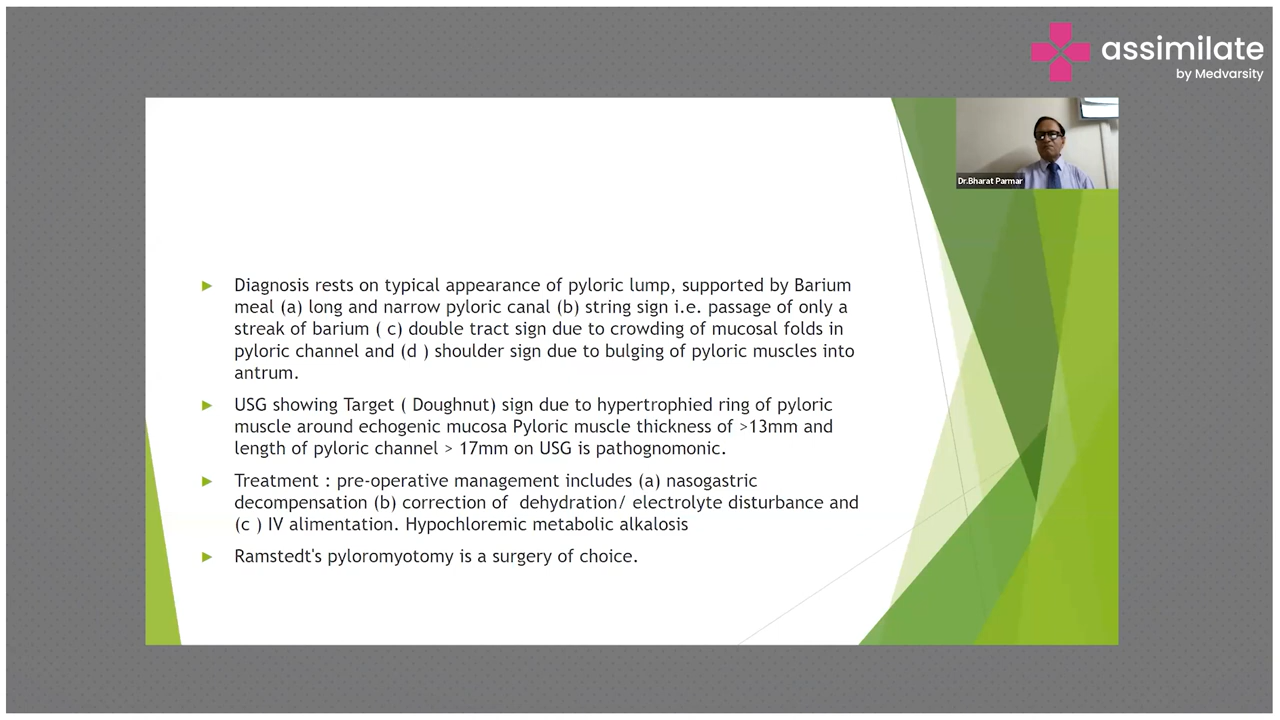 assimilate
by Medvarsity
Dr.Bharat Parmar
Diagnosis rests on typical appearance of pyloric lump, supported by Barium
meal (a) long and narrow pyloric canal (b) string sign i.e. passage of only a
streak of barium ( c) double tract sign due to crowding of mucosal folds in
pyloric channel and (d ) shoulder sign due to bulging of pyloric muscles into
antrum.
USG showing Target ( Doughnut) sign due to hypertrophied ring of pyloric
muscle around echogenic mucosa Pyloric muscle thickness of >13mm and
length of pyloric channel > 17mm on USG is pathognomonic.
Treatment : pre-operative management includes (a) nasogastric
decompensation (b) correction of dehydration/ electrolyte disturbance and
(c ) IV alimentation. Hypochloremic metabolic alkalosis
Ramstedt's pyloromyotomy is a surgery of choice.